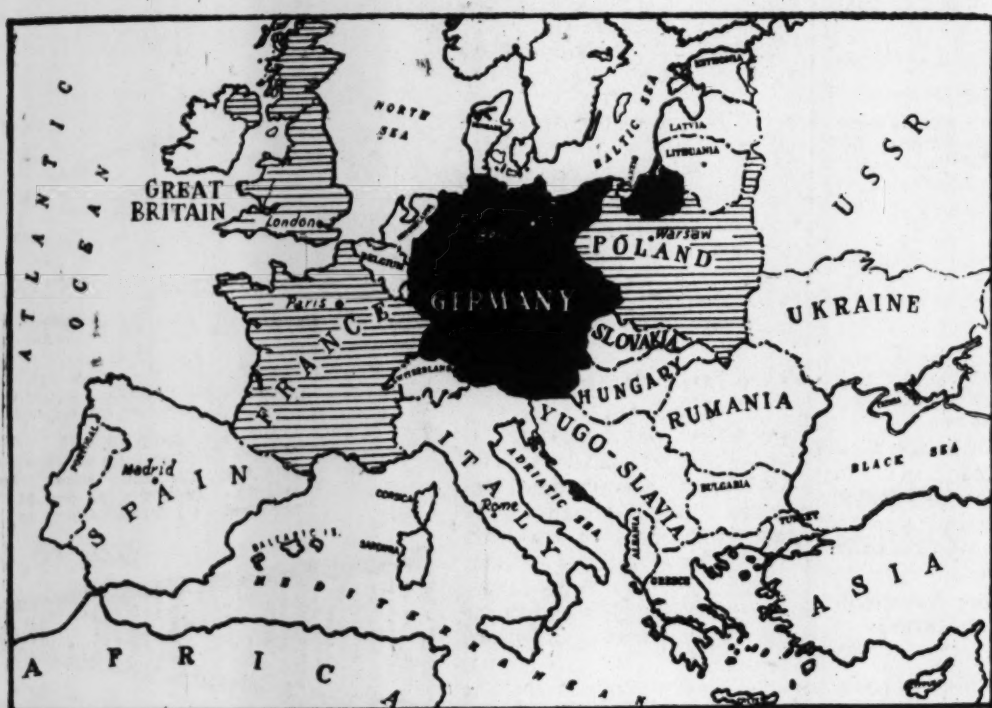 ATLANTIC
OCEAN
NORTH
SEA
BALTIC SEA
ESTHONIA
LATVIA
LITHUANIA
U S S R
GREAT
BRITAIN
London
BELGIUM
Paris
FRANCE
GERMANY
Warsaw
POLAND
SLOVAKIA
UKRAINE
SWITZERLAND
HUNGARY
RUMANIA
YUGO-SLAVIA
ITALY
ADRIATIC SEA
BLACK SEA
BULGARIA
PORTUGAL
Madrid
SPAIN
CORSICA
Rome
SARDINIA
BALEARIC IS.
ALBANIA
TURKEY
GREECE
ASIA
MEDITERRANEAN
AFRICA